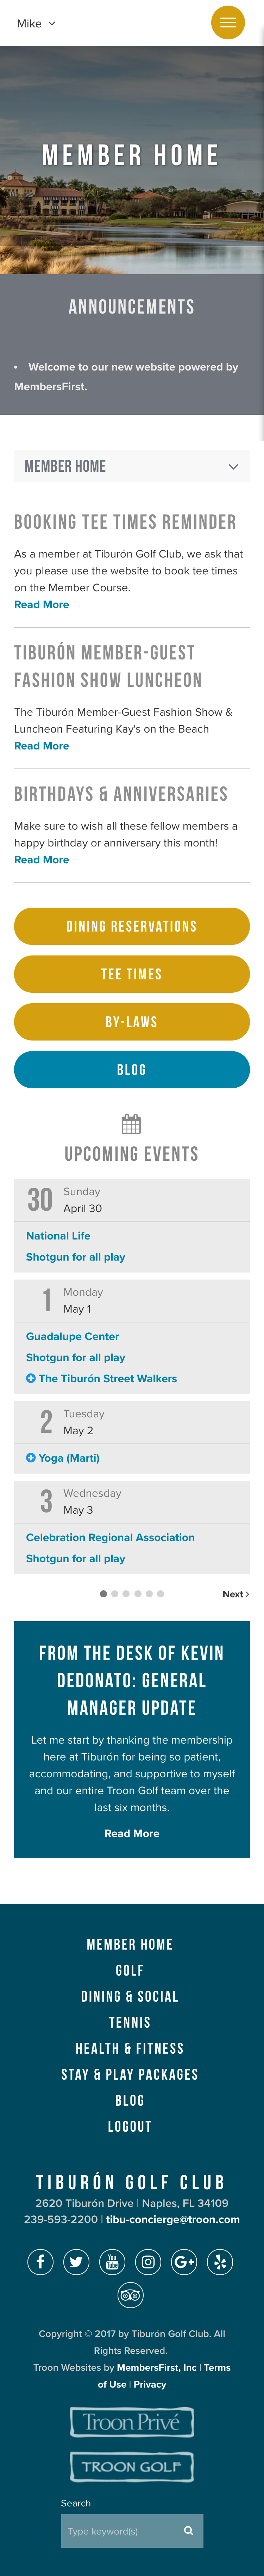 Mike
MEMBER HOME
ANNOUNCEMENTS
• Welcome to our new website powered by
MembersFirst.
MEMBER HOME
BOOKING TEE TIMES REMINDER
As a member at Tiburón Golf Club, we ask that
you please use the website to book tee times
on the Member Course.
Read More
TIBURÓN MEMBER-GUEST
FASHION SHOW LUNCHEON
The Tiburón Member-Guest Fashion Show &
Luncheon Featuring Kay's on the Beach
Read More
BIRTHDAYS & ANNIVERSARIES
Make sure to wish all these fellow members a
happy birthday or anniversary this month!
Read More
DINING RESERVATIONS
TEE TIMES
BY-LAWS
BLOG
UPCOMING EVENTS
30 Sunday
April 30
National Life
Shotgun for all play
1 Monday
May 1
Guadalupe Center
Shotgun for all play
The Tiburón Street Walkers
2 Tuesday
May 2
Yoga (Marti)
3 Wednesday
May 3
Celebration Regional Association
Shotgun for all play
Next >
FROM THE DESK OF KEVIN
DEDONATO: GENERAL
MANAGER UPDATE
Let me start by thanking the membership
here at Tiburón for being so patient,
accommodating, and supportive to myself
and our entire Troon Golf team over the
last six months.
Read More
MEMBER HOME
GOLF
DINING & SOCIAL
TENNIS
HEALTH & FITNESS
STAY & PLAY PACKAGES
BLOG
LOGOUT
TIBURÓN GOLF CLUB
2620 Tiburón Drive | Naples, FL 34109
239-593-2200 | tibu-concierge@troon.com
You Tube G+
Copyright © 2017 by Tiburón Golf Club. All
Rights Reserved.
Troon Websites by MembersFirst, Inc | Terms
of Use | Privacy
Troon Privé
TROON GOLF
Search
Type keyword(s)